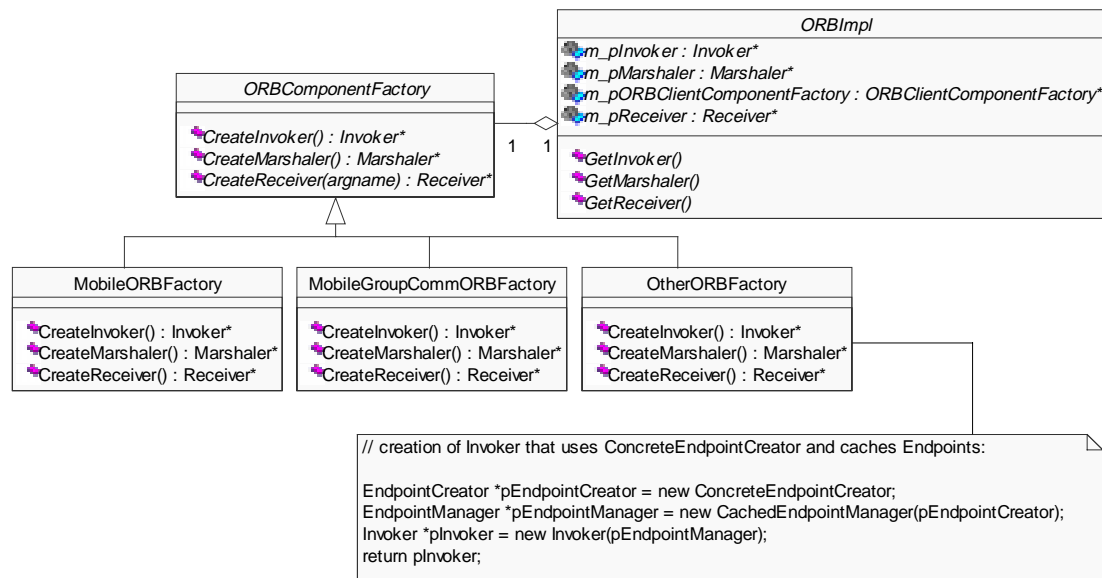 ORBImpl
m_pInvoker : Invoker*
m_pMarshaler : Marshaler*
m_pORBClientComponentFactory : ORBClientComponentFactory*
m_pReceiver : Receiver*
GetInvoker()
GetMarshaler()
GetReceiver()
ORBComponentFactory
CreateInvoker() : Invoker*
CreateMarshaler() : Marshaler*
CreateReceiver(argname) : Receiver*
1 1
MobileORBFactory
CreateInvoker() : Invoker*
CreateMarshaler() : Marshaler*
CreateReceiver() : Receiver*
MobileGroupCommORBFactory
CreateInvoker() : Invoker*
CreateMarshaler() : Marshaler*
CreateReceiver() : Receiver*
OtherORBFactory
CreateInvoker() : Invoker*
CreateMarshaler() : Marshaler*
CreateReceiver() : Receiver*
// creation of Invoker that uses ConcreteEndpointCreator and caches Endpoints:
EndpointCreator *pEndpointCreator = new ConcreteEndpointCreator;
EndpointManager *pEndpointManager = new CachedEndpointManager(pEndpointCreator);
Invoker *pInvoker = new Invoker(pEndpointManager);
return pInvoker;